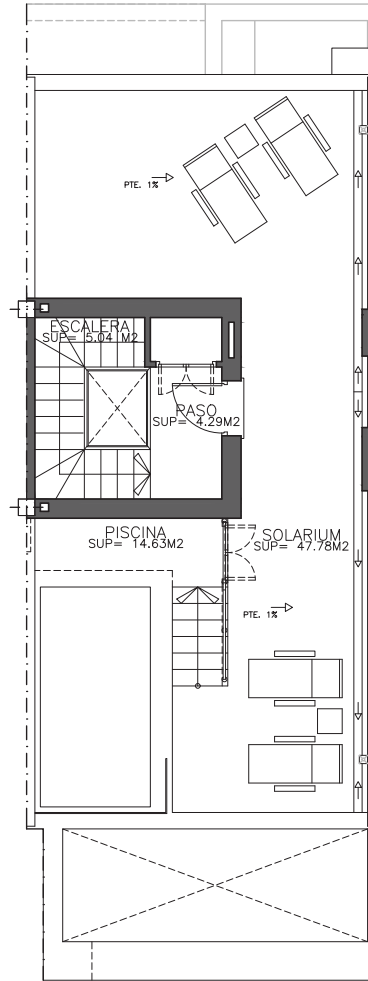 PTE. 1%
ESCALERA
SUP= 5.04 M2
PASO
SUP= 4.29M2
PISCINA
SUP= 14.63M2
SOLARIUM
SUP= 47.78M2
PTE. 1%